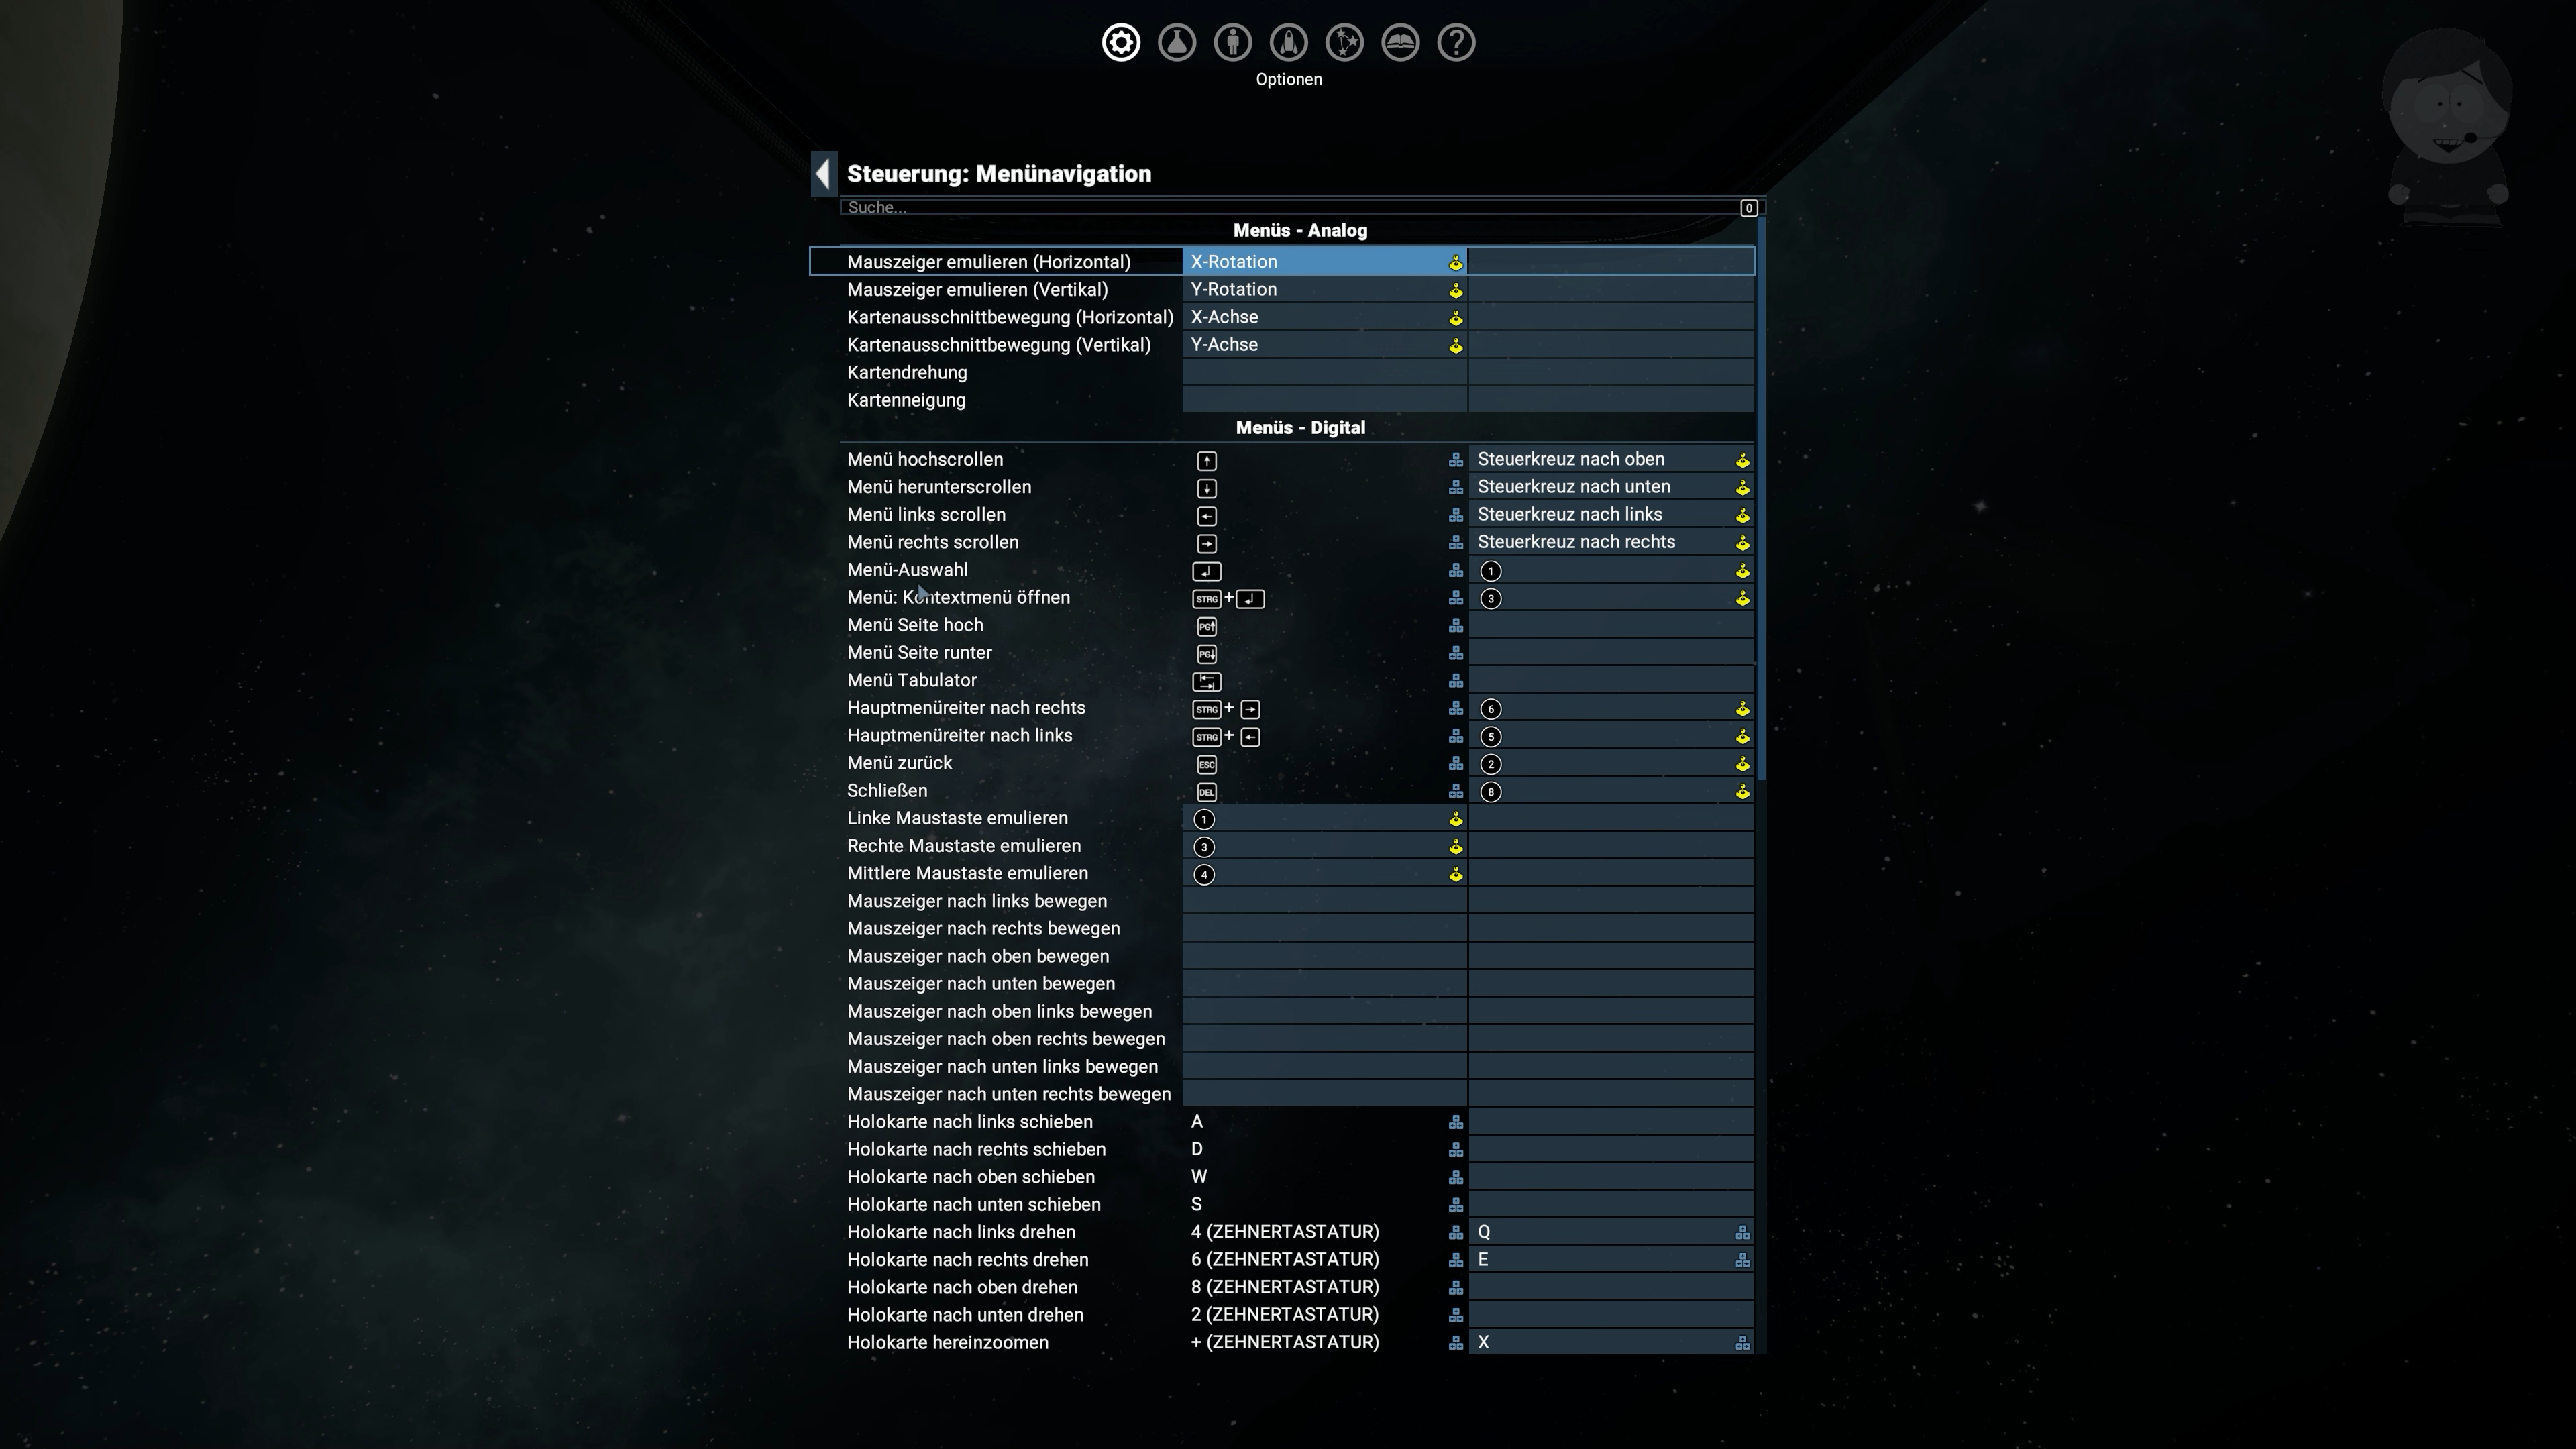 Optionen
Steuerung: Menünavigation
Suche...
0
Menüs - Analog
Mauszeiger emulieren (Horizontal) X-Rotation
Mauszeiger emulieren (Vertikal) Y-Rotation
Kartenausschnittbewegung (Horizontal) X-Achse
Kartenausschnittbewegung (Vertikal) Y-Achse
Kartendrehung
Kartenneigung
Menüs - Digital
Menü hochscrollen ↑ Steuerkreuz nach oben
Menü herunterscrollen ↓ Steuerkreuz nach unten
Menü links scrollen ← Steuerkreuz nach links
Menü rechts scrollen → Steuerkreuz nach rechts
Menü-Auswahl ↲ 1
Menü: Kontextmenü öffnen STRG + ↲ 3
Menü Seite hoch PG↑
Menü Seite runter PG↓
Menü Tabulator
Hauptmenüreiter nach rechts STRG + → 6
Hauptmenüreiter nach links STRG + ← 5
Menü zurück ESC 2
Schließen DEL 8
Linke Maustaste emulieren 1
Rechte Maustaste emulieren 3
Mittlere Maustaste emulieren 4
Mauszeiger nach links bewegen
Mauszeiger nach rechts bewegen
Mauszeiger nach oben bewegen
Mauszeiger nach unten bewegen
Mauszeiger nach oben links bewegen
Mauszeiger nach oben rechts bewegen
Mauszeiger nach unten links bewegen
Mauszeiger nach unten rechts bewegen
Holokarte nach links schieben A
Holokarte nach rechts schieben D
Holokarte nach oben schieben W
Holokarte nach unten schieben S
Holokarte nach links drehen 4 (ZEHNERTASTATUR) Q
Holokarte nach rechts drehen 6 (ZEHNERTASTATUR) E
Holokarte nach oben drehen 8 (ZEHNERTASTATUR)
Holokarte nach unten drehen 2 (ZEHNERTASTATUR)
Holokarte hereinzoomen + (ZEHNERTASTATUR) X